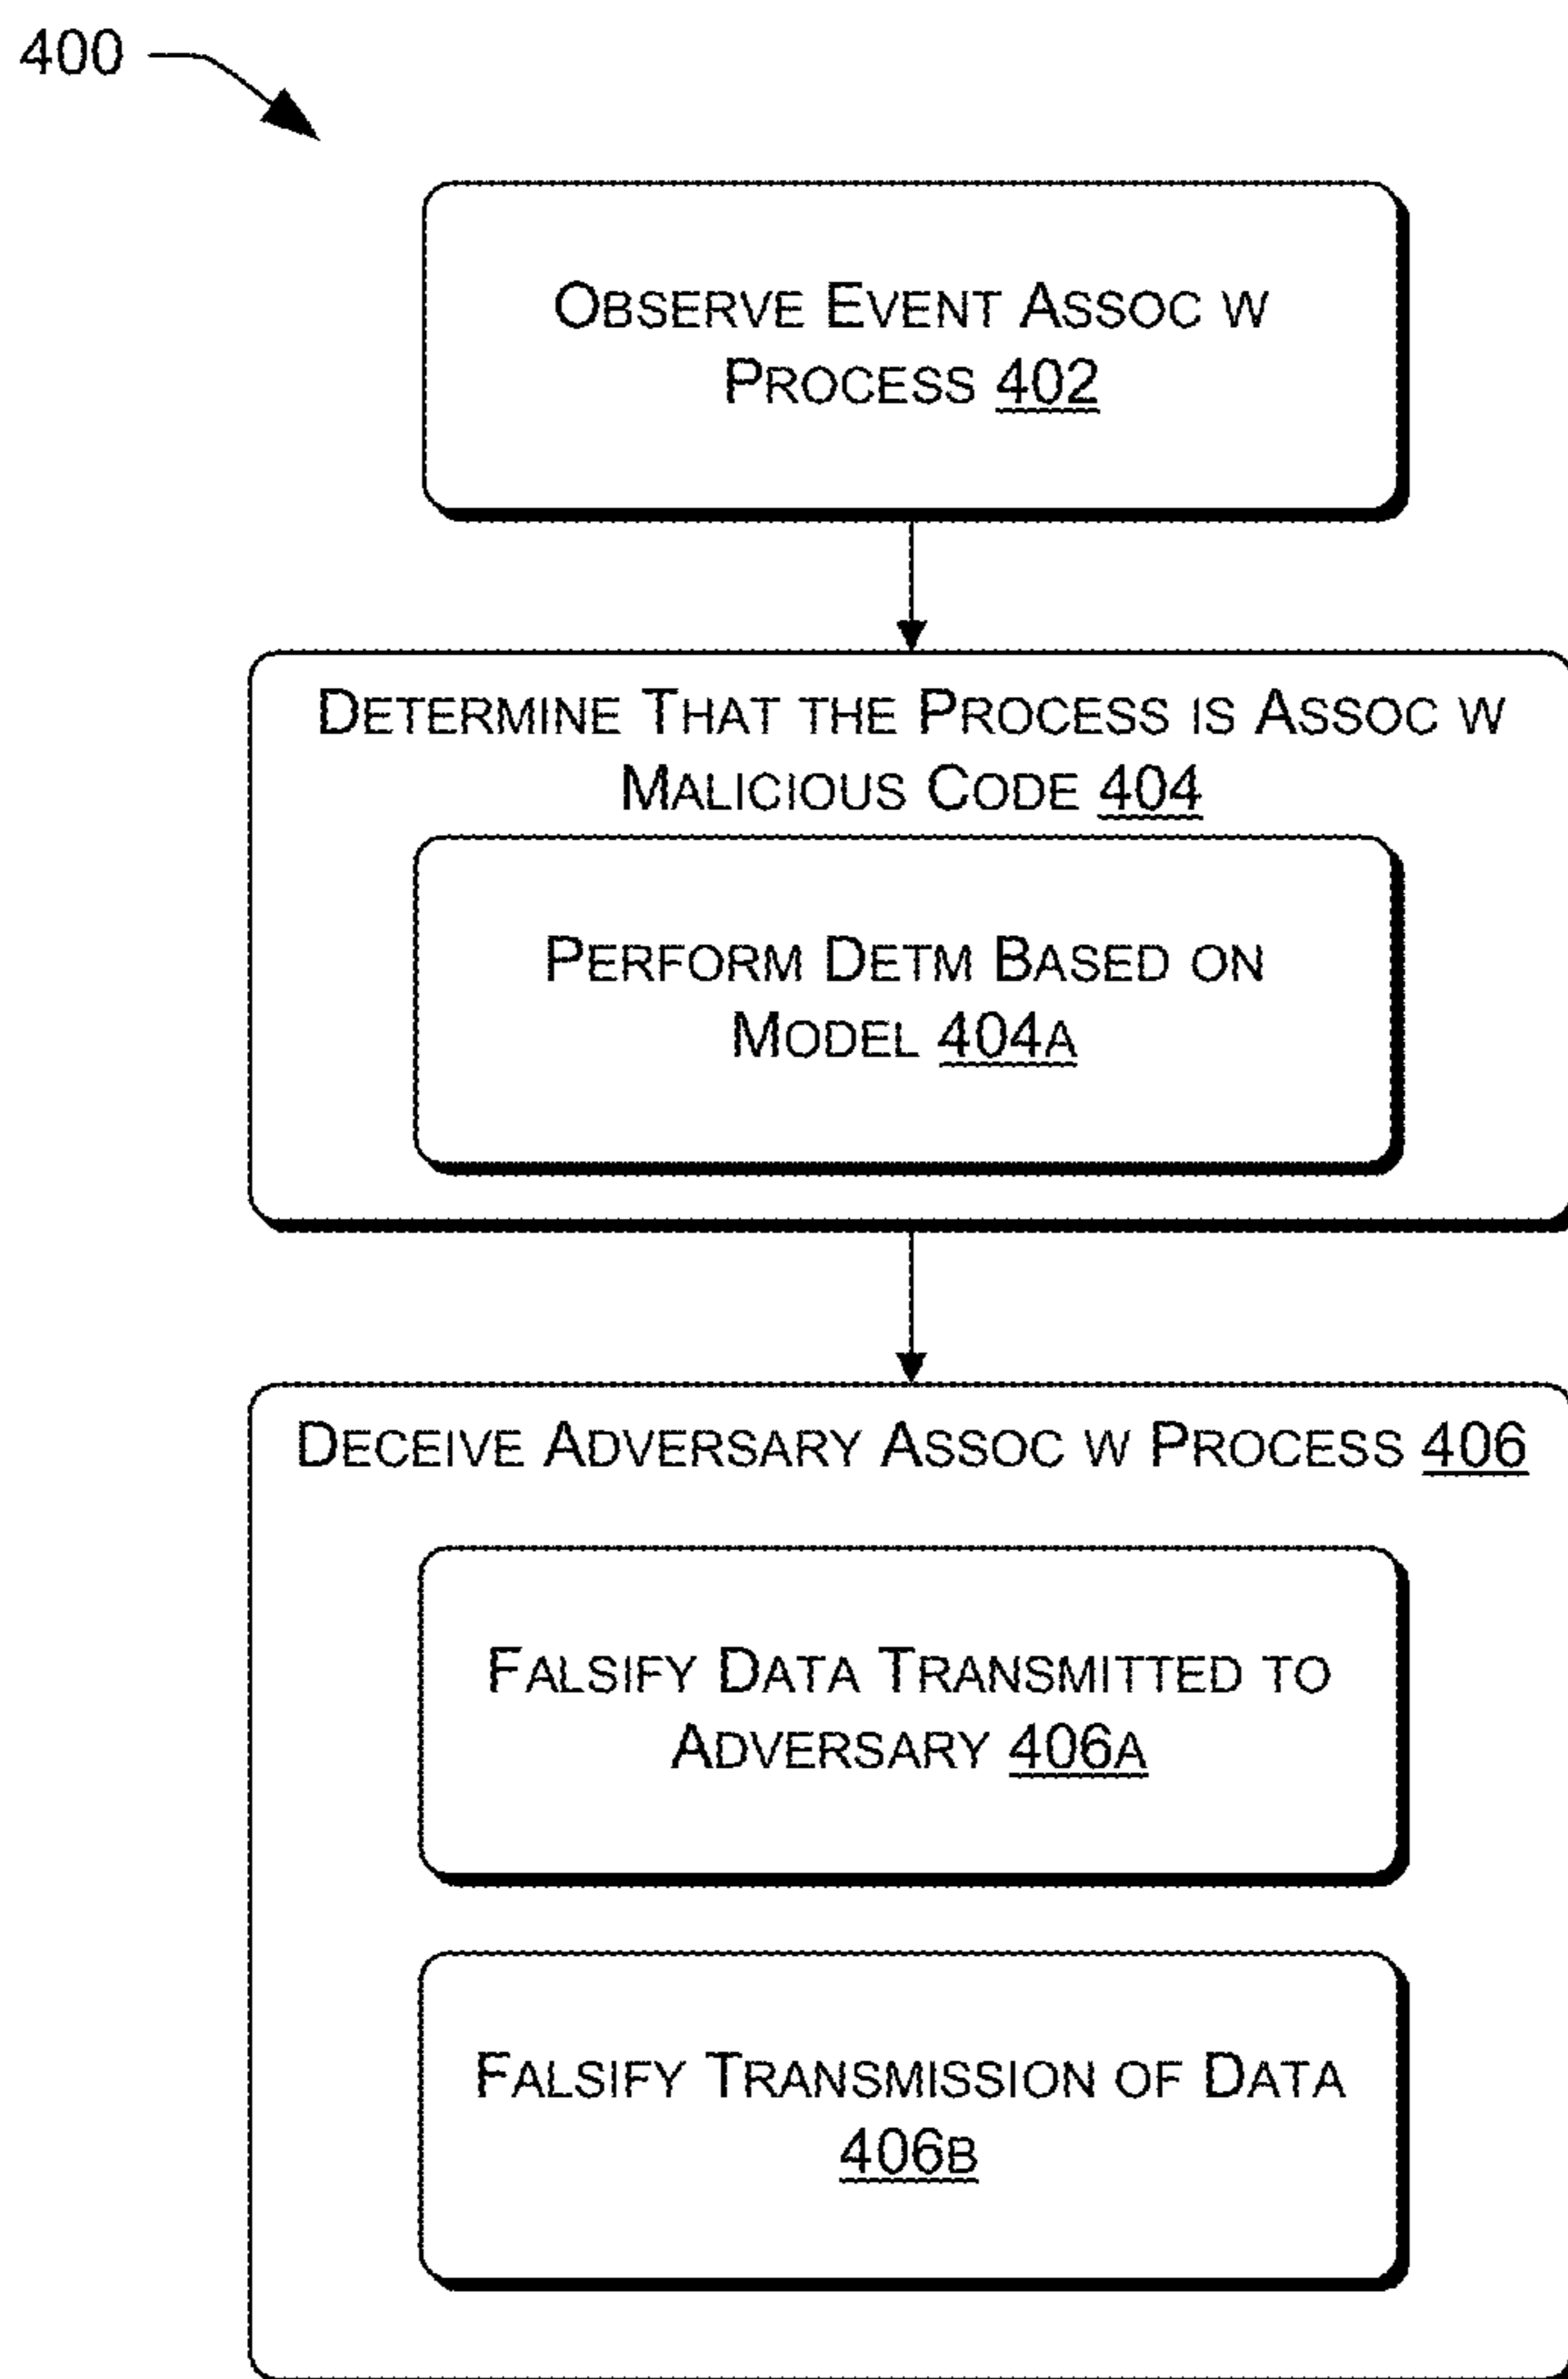 400
OBSERVE EVENT ASSOC W
PROCESS 402
DETERMINE THAT THE PROCESS IS ASSOC W
MALICIOUS CODE 404
PERFORM DETM BASED ON
MODEL 404A
DECEIVE ADVERSARY ASSOC W PROCESS 406
FALSIFY DATA TRANSMITTED TO
ADVERSARY 406A
FALSIFY TRANSMISSION OF DATA
406B